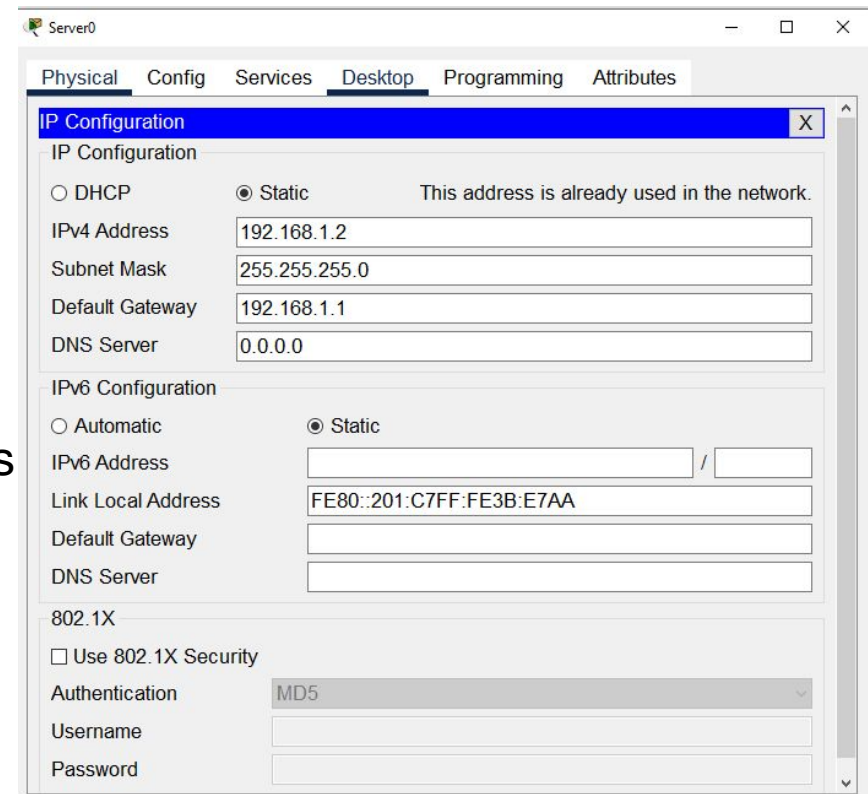 Server0
Physical Config Services Desktop Programming Attributes
IP Configuration X
IP Configuration
DHCP Static This address is already used in the network.
IPv4 Address 192.168.1.2
Subnet Mask 255.255.255.0
Default Gateway 192.168.1.1
DNS Server 0.0.0.0
IPv6 Configuration
Automatic Static
s
IPv6 Address /
Link Local Address FE80::201:C7FF:FE3B:E7AA
Default Gateway
DNS Server
802.1X
Use 802.1X Security
Authentication MD5
Username
Password